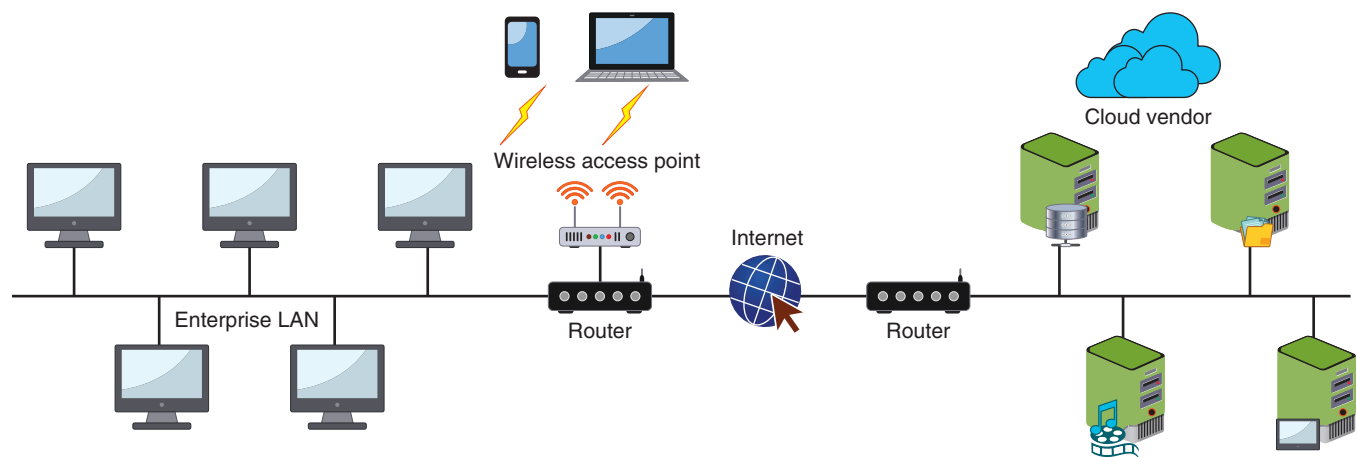 Cloud vendor
Wireless access point
Internet
Enterprise LAN
Router
Router